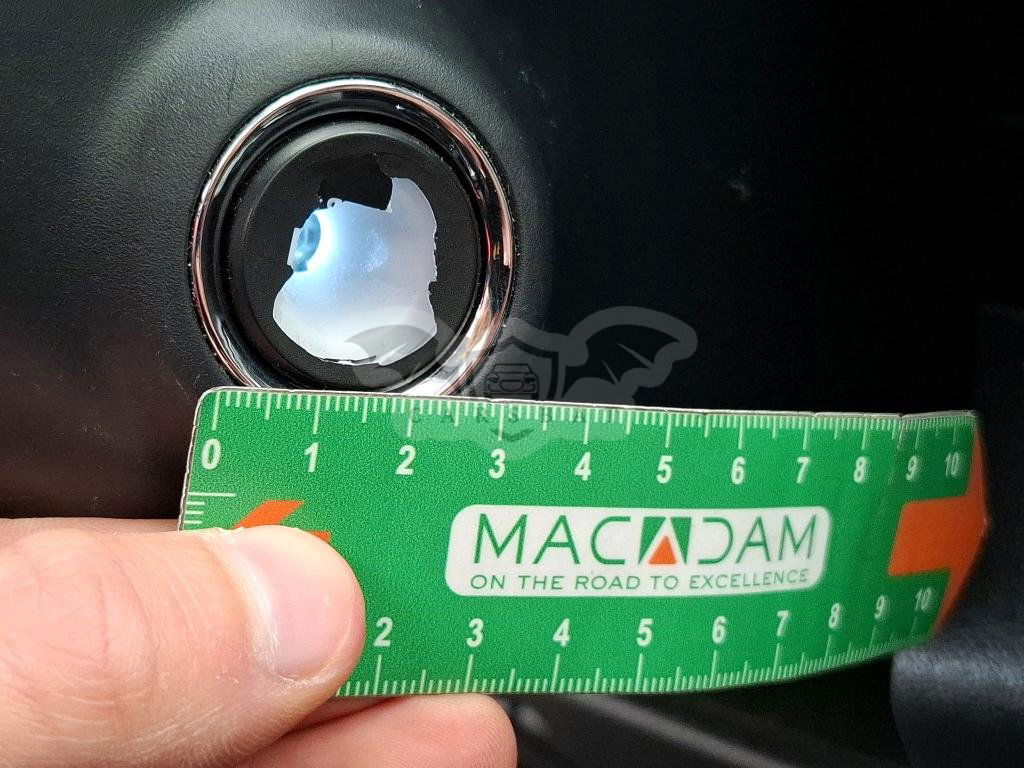 0 1 2 3 4 5 6 7 8 9 10
MACADAM
ON THE ROAD TO EXCELLENCE
2 3 4 5 6 7 8 9 10